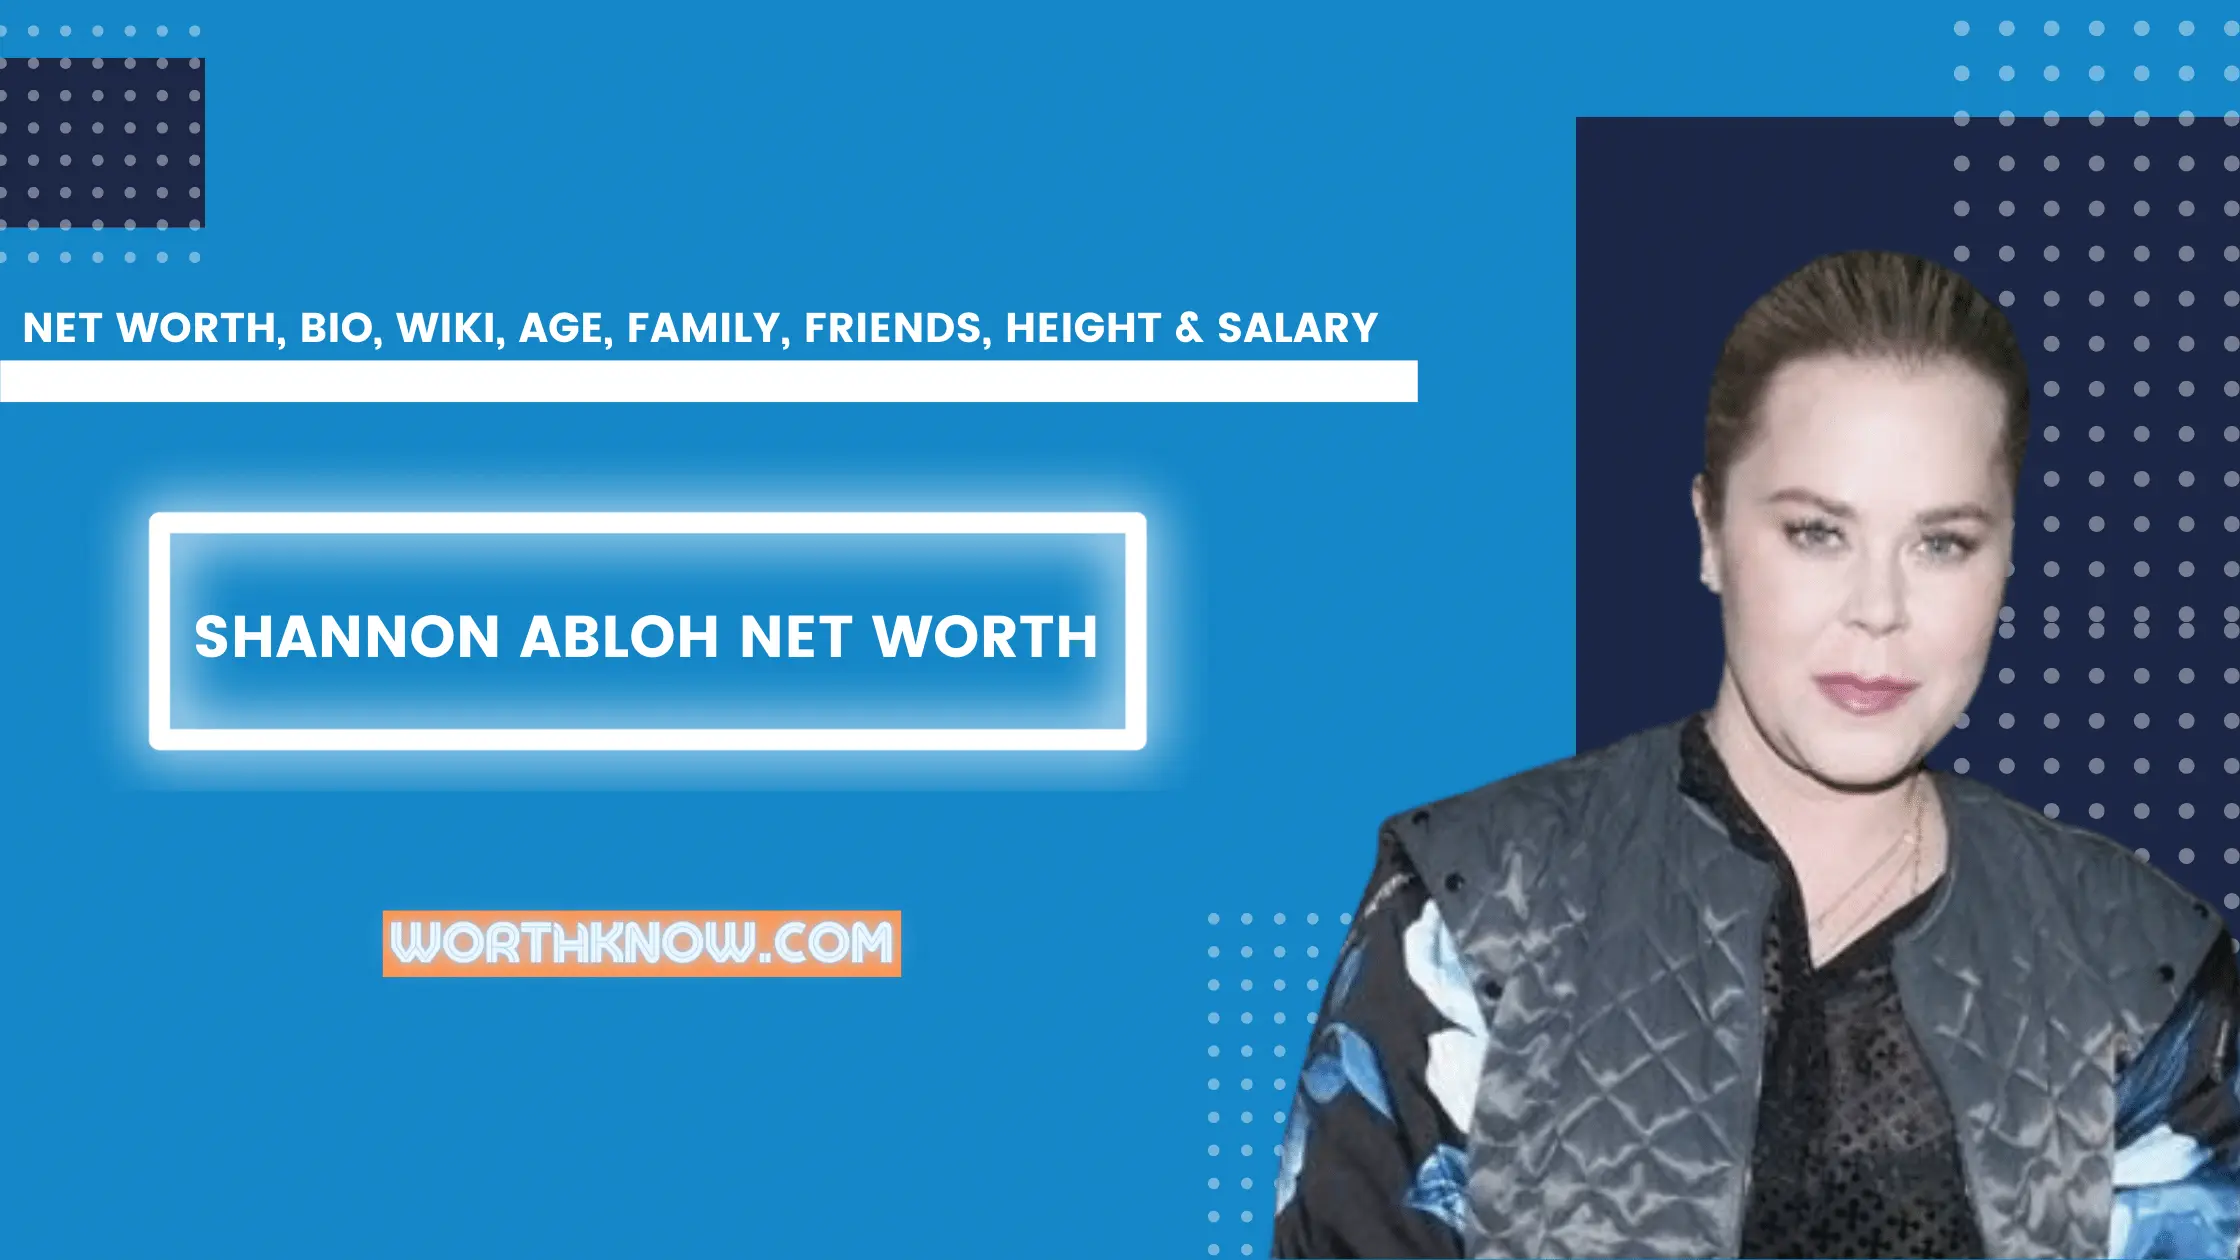 NET WORTH, BIO, WIKI, AGE, FAMILY, FRIENDS, HEIGHT & SALARY
SHANNON ABLOH NET WORTH
WORTHKNOW.COM